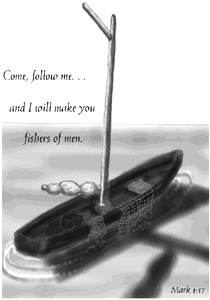 Come, follow me. . .
and I will make you
fishers of men.
Mark 1:17